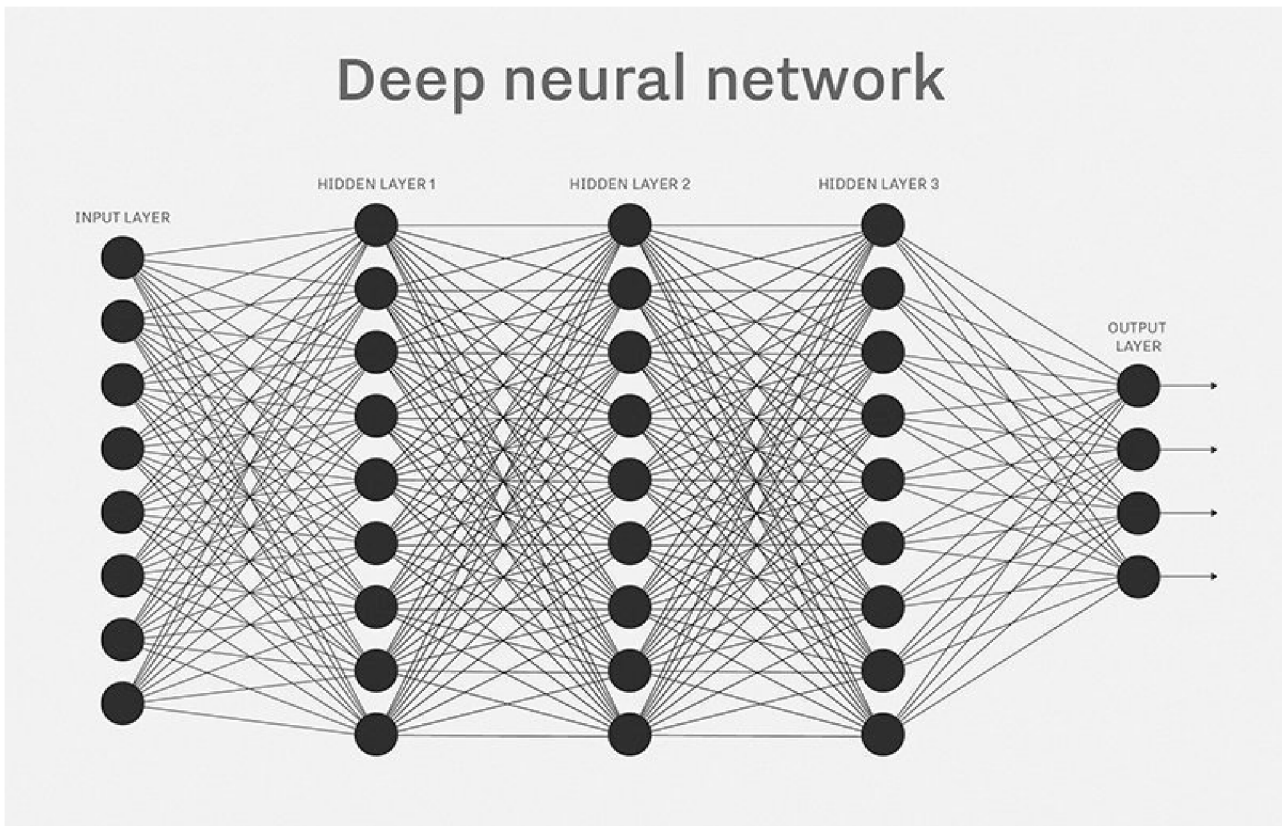 Deep neural network
HIDDEN LAYER 1
HIDDEN LAYER 2
HIDDEN LAYER 3
INPUT LAYER
OUTPUT
LAYER